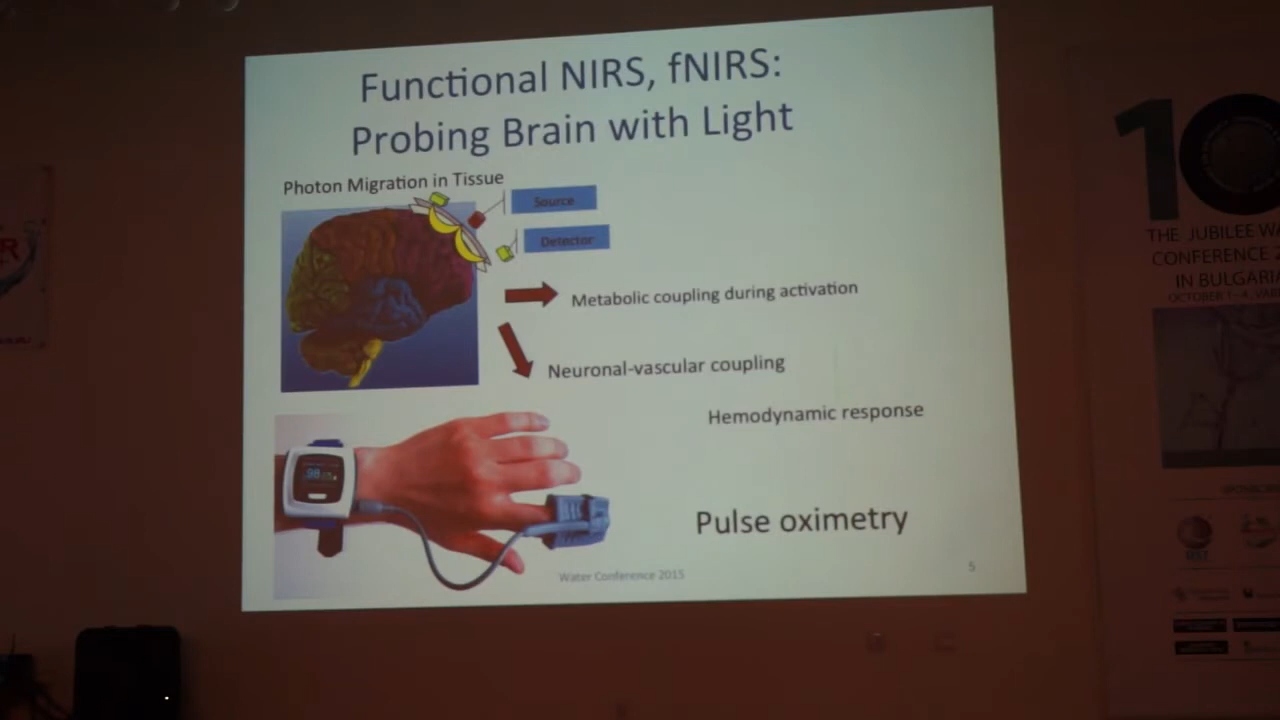 Functional NIRS, fNIRS:
Probing Brain with Light
Photon Migration in Tissue
Source
Detector
Metabolic coupling during activation
Neuronal-vascular coupling
Hemodynamic response
98
Pulse oximetry
Water Conference 2015
5
R
10
THE JUBILEE WA
CONFERENCE 2
IN BULGARIA
OCTOBER 1-4, VAR